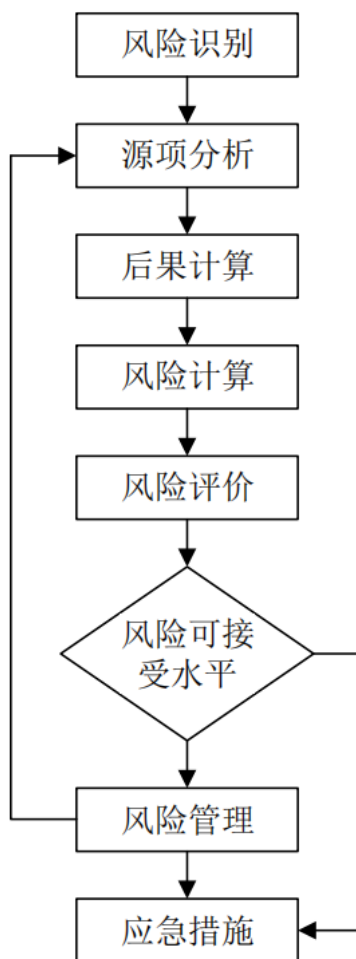 风险识别
源项分析
后果计算
风险计算
风险评价
风险可接
受水平
风险管理
应急措施